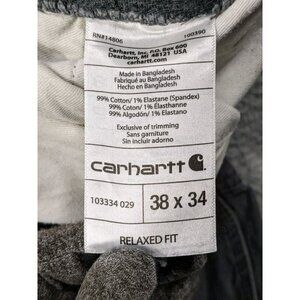 RN#14806 100390
Carhartt, Inc. P.O. Box 600
Dearborn, MI 48121 USA
carhartt.com
Made in Bangladesh
Fabriqué au Bangladesh
Hecho en Bangladesh
99% Cotton/ 1% Elastane (Spandex)
99% Coton/ 1% Élasthanne
99% Algodón/ 1% Elastano
Exclusive of trimming
Sans garniture
Sin incluir adorno
carhartt
103334 029 38 x 34
RELAXED FIT